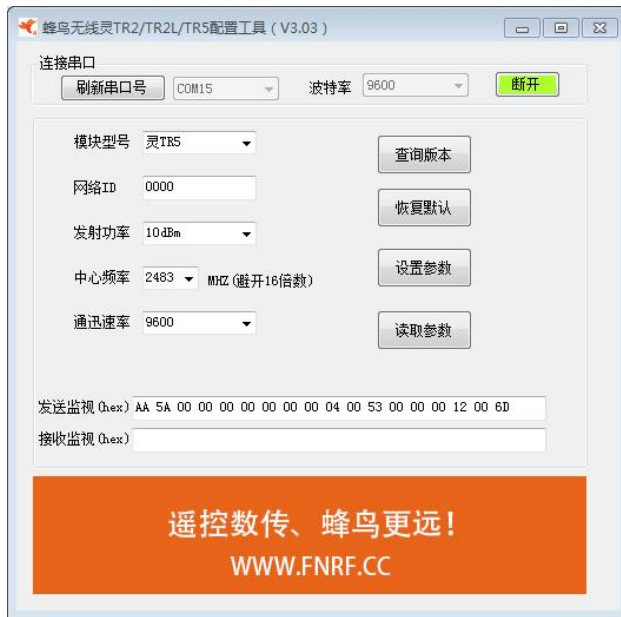 蜂鸟无线灵TR2/TR2L/TR5配置工具（V3.03）
连接串口
刷新串口号 COM15 波特率 9600 断开
模块型号 灵TR5 查询版本
网络ID 0000 恢复默认
发射功率 10dBm
中心频率 2483 MHZ(避开16倍数) 设置参数
通讯速率 9600 读取参数
发送监视(hex) AA 5A 00 00 00 00 00 00 00 04 00 53 00 00 00 12 00 6D
接收监视(hex)
遥控数传、蜂鸟更远!
WWW.FNRF.CC